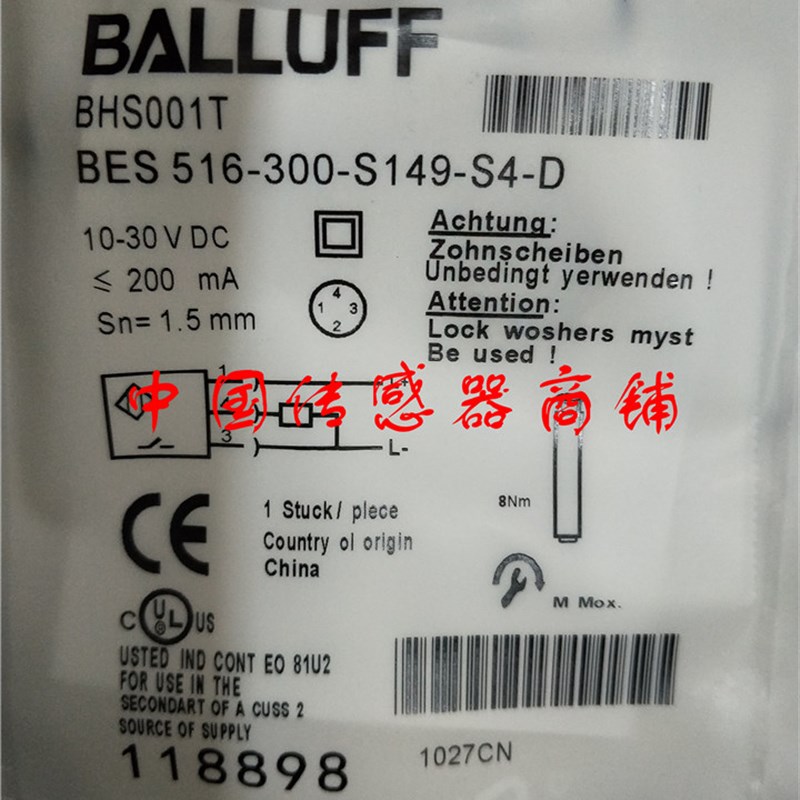 BALLUFF
BHS001T
BES 516-300-S149-S4-D
10-30 V DC
≤ 200 mA
Sn= 1.5 mm
4
1 3
2
Achtung:
Zohnscheiben
Unbedingt yerwenden !
Attention:
Lock woshers myst
Be used !
1
L+
3
L-
中国传感器商铺
8Nm
CE
1 Stuck/ plece
Country ol origin
China
M Mox.
C UL US
USTED IND CONT EO 81U2
FOR USE IN THE
SECONDART OF A CUSS 2
SOURCE OF SUPPLY
118898
1027CN